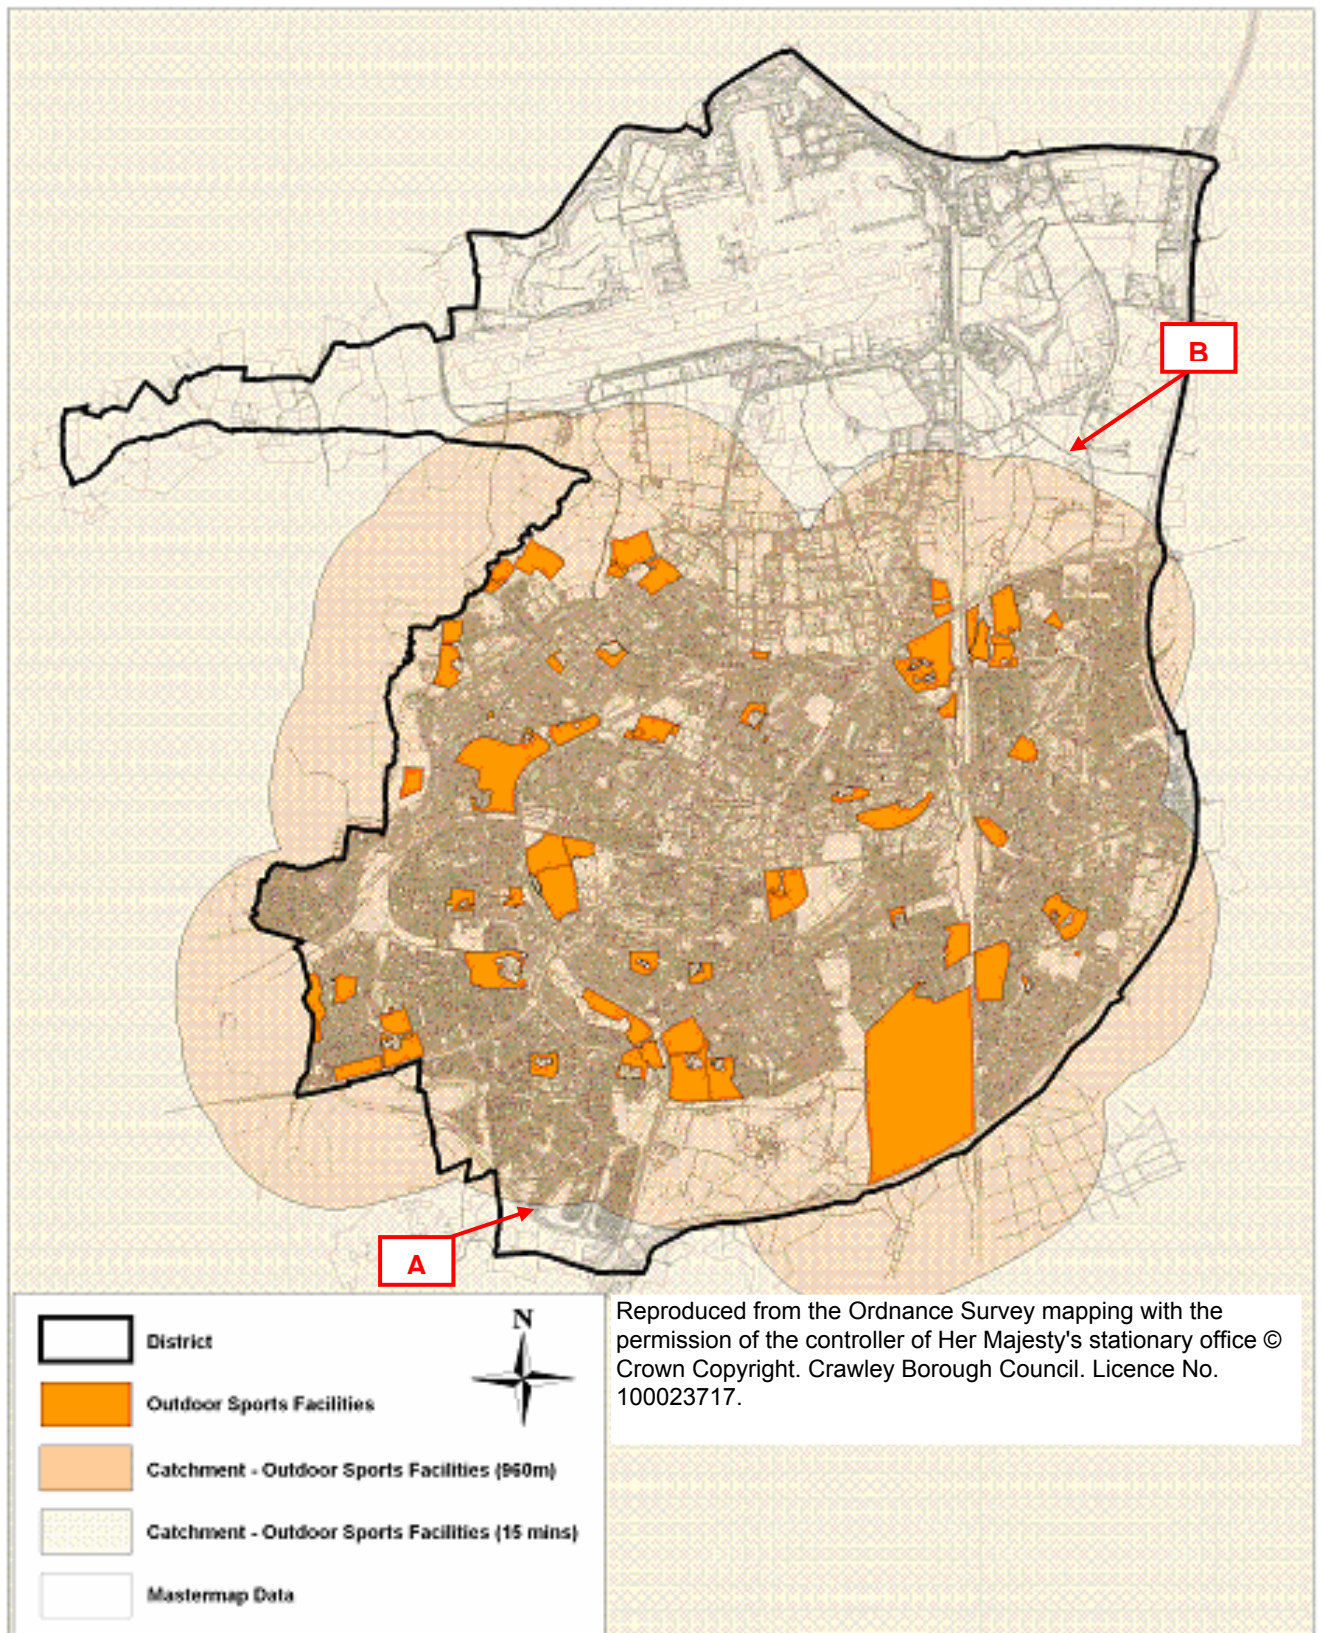 B
A
N
District
Outdoor Sports Facilities
Catchment - Outdoor Sports Facilities (960m)
Catchment - Outdoor Sports Facilities (15 mins)
Mastermap Data
Reproduced from the Ordnance Survey mapping with the
permission of the controller of Her Majesty's stationary office ©
Crown Copyright. Crawley Borough Council. Licence No.
100023717.